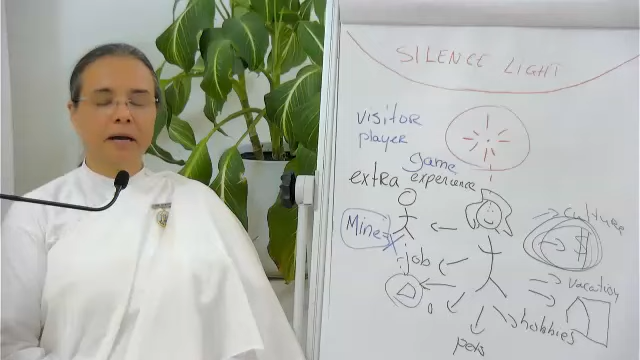 SILENCE LIGHT
visitor
player
game
extra experience
Mine
job
culture
$
vacation
hobbies
pets